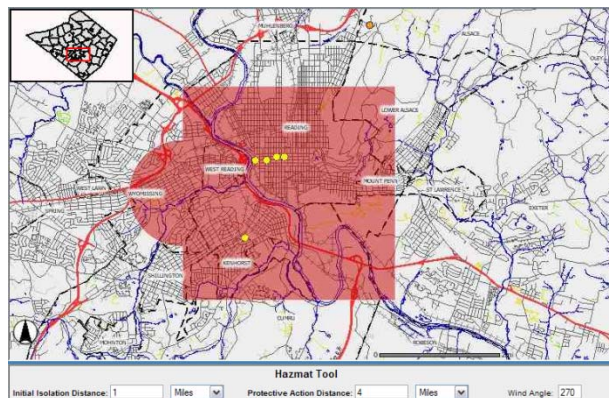 MUHLENBERG
ALSACE
OLEY
LOWER ALSACE
READING
WEST READING
MOUNT PENN
WEST LAWN
WYOMISSING
ST LAWRENCE
SPRING
EXETER
KENHORST
SHILLINGTON
CUMRU
MOHNTON
ROBESON
Hazmat Tool
Initial Isolation Distance: 1 Miles Protective Action Distance: 4 Miles Wind Angle: 270